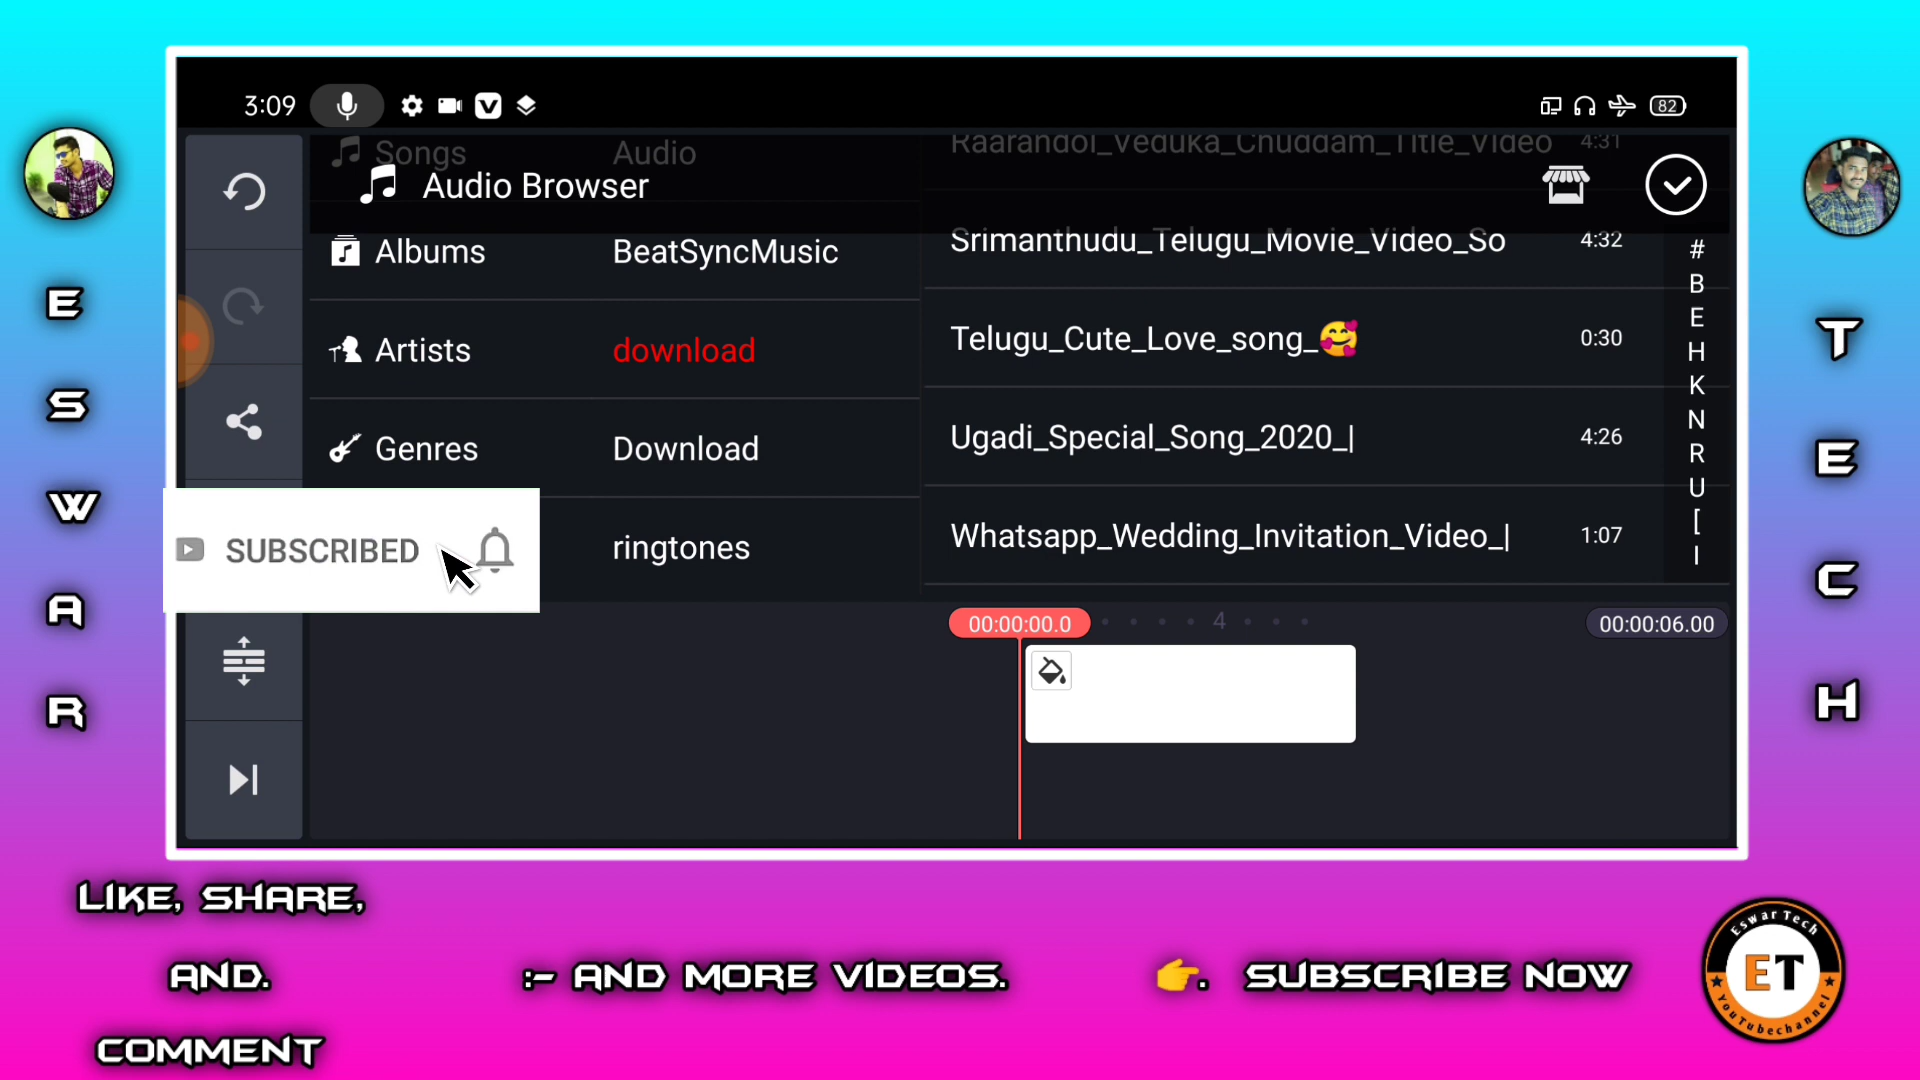 3:09
82
Songs
Audio
Raarandoi_Veduka_Chuddam_Title_Video 4:31
Audio Browser
Albums
BeatSyncMusic
Srimanthudu_Telugu_Movie_Video_So 4:32
Artists
download
Telugu_Cute_Love_song_🥰 0:30
Genres
Download
Ugadi_Special_Song_2020_| 4:26
ringtones
Whatsapp_Wedding_Invitation_Video_| 1:07
#
B
E
H
K
N
R
U
[
|
SUBSCRIBED
00:00:00.0
4
00:00:06.00
E
S
W
A
R
T
E
C
H
LIKE, SHARE,
AND.
COMMENT
:- AND MORE VIDEOS.
👉. SUBSCRIBE NOW
Eswar Tech
ET
YouTubechannel